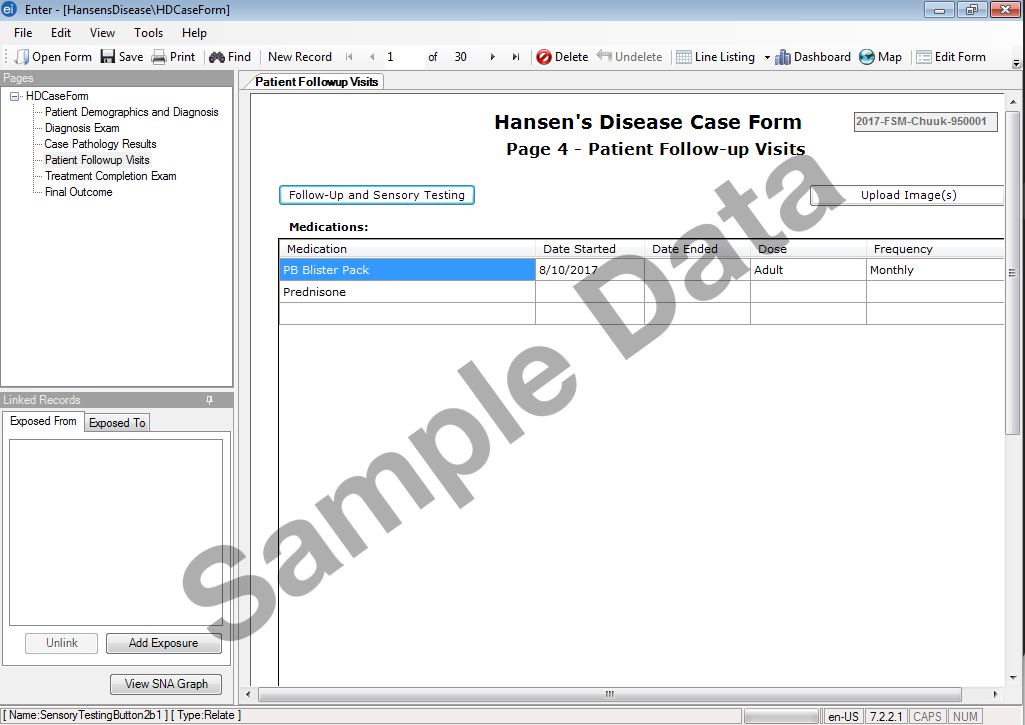 ei Enter - [HansensDisease\HDCaseForm]
File Edit View Tools Help
Open Form Save Print Find New Record 1 of 30 Delete Undelete Line Listing Dashboard Map Edit Form
Pages
HDCaseForm
Patient Demographics and Diagnosis
Diagnosis Exam
Case Pathology Results
Patient Followup Visits
Treatment Completion Exam
Final Outcome
Linked Records
Exposed From Exposed To
Unlink Add Exposure
View SNA Graph
Patient Followup Visits
Hansen's Disease Case Form
2017-FSM-Chuuk-950001
Page 4 - Patient Follow-up Visits
Follow-Up and Sensory Testing Upload Image(s)
Medications:
Medication Date Started Date Ended Dose Frequency
PB Blister Pack 8/10/2017 Adult Monthly
Prednisone
Sample Data
[ Name:SensoryTestingButton2b1 ] [ Type:Relate ] en-US 7.2.2.1 CAPS NUM